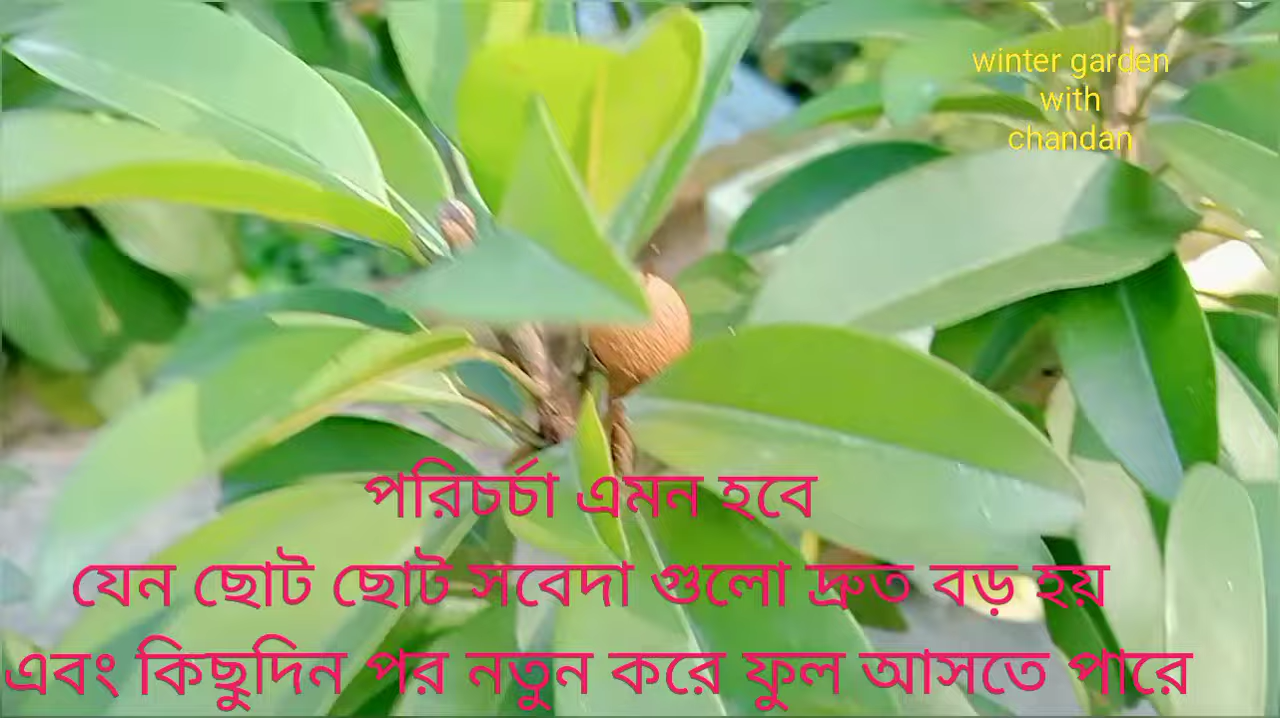 winter garden
with
chandan
পরিচর্চা এমন হবে
যেন ছোট ছোট সবেদা গুলো দ্রুত বড় হয়
এবং কিছুদিন পর নতুন করে ফুল আসতে পারে